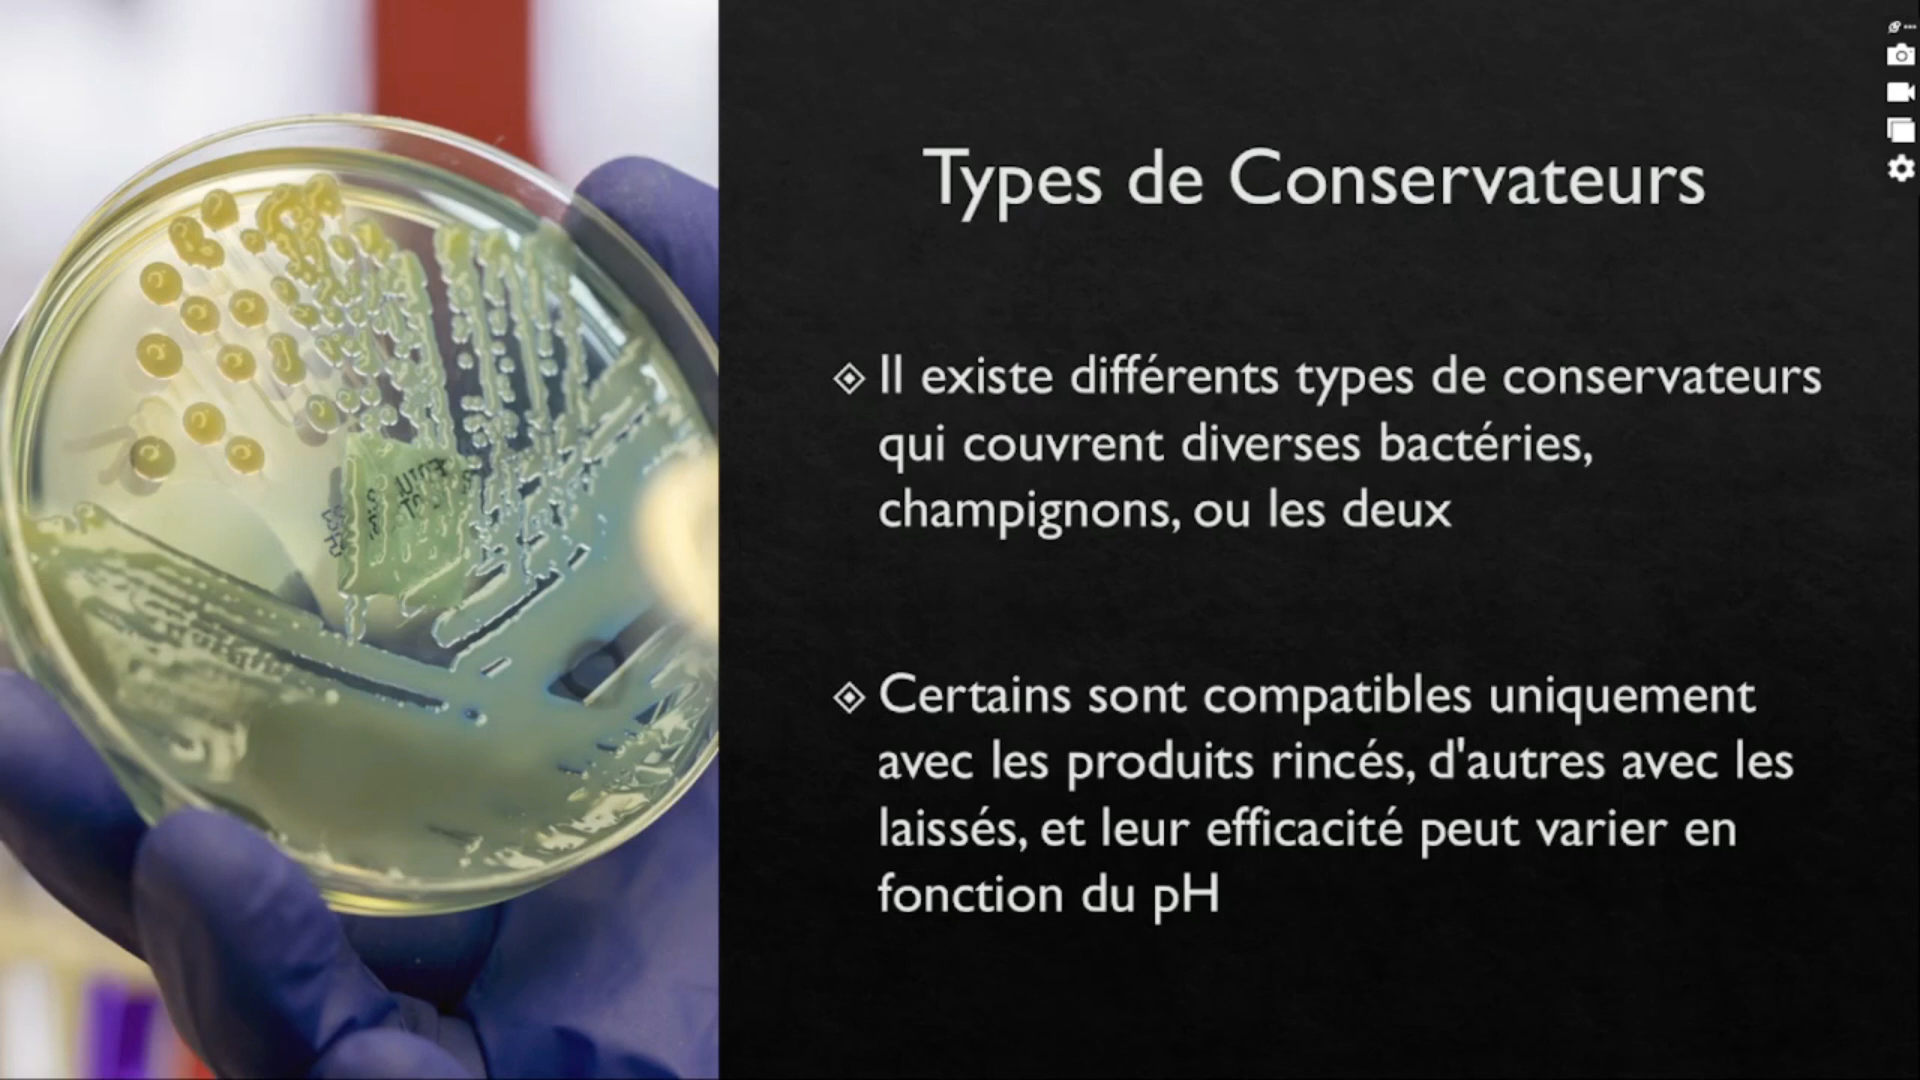 Types de Conservateurs
Il existe différents types de conservateurs
qui couvrent diverses bactéries,
champignons, ou les deux
Certains sont compatibles uniquement
avec les produits rincés, d'autres avec les
laissés, et leur efficacité peut varier en
fonction du pH